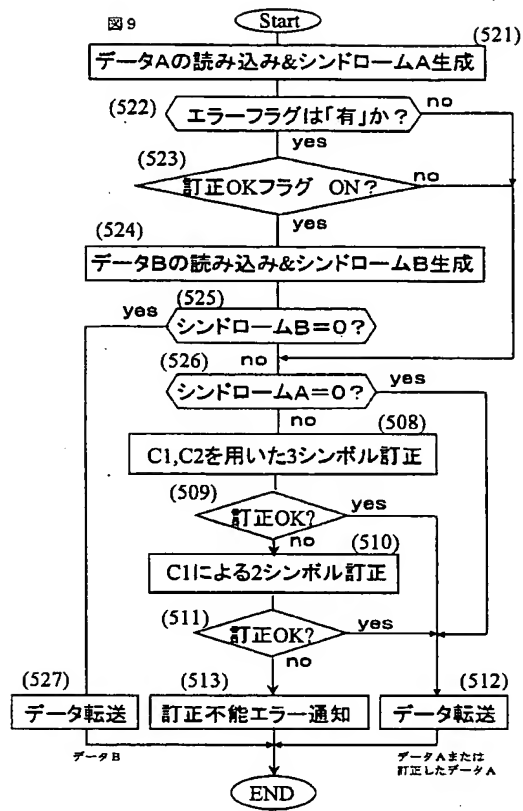 図9
Start
(521)
データAの読み込み&シンドロームA生成
(522)
エラーフラグは「有」か?
no
yes
(523)
訂正OKフラグ ON?
no
yes
(524)
データBの読み込み&シンドロームB生成
(525)
yes
シンドロームB=0?
no
(526)
シンドロームA=0?
yes
no
(508)
C1,C2を用いた3シンボル訂正
(509)
訂正OK?
yes
no
(510)
C1による2シンボル訂正
(511)
訂正OK?
yes
no
(527)
データ転送
データB
(513)
訂正不能エラー通知
(512)
データ転送
データAまたは
訂正したデータA
END